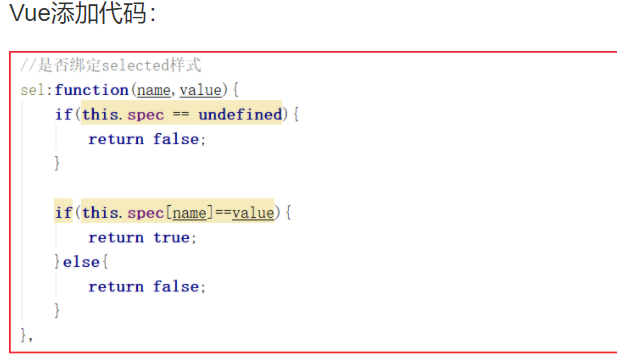 Vue添加代码：
//是否绑定selected样式
sel:function(name,value){
    if(this.spec == undefined){
        return false;
    }
    if(this.spec[name]==value){
        return true;
    }else{
        return false;
    }
},